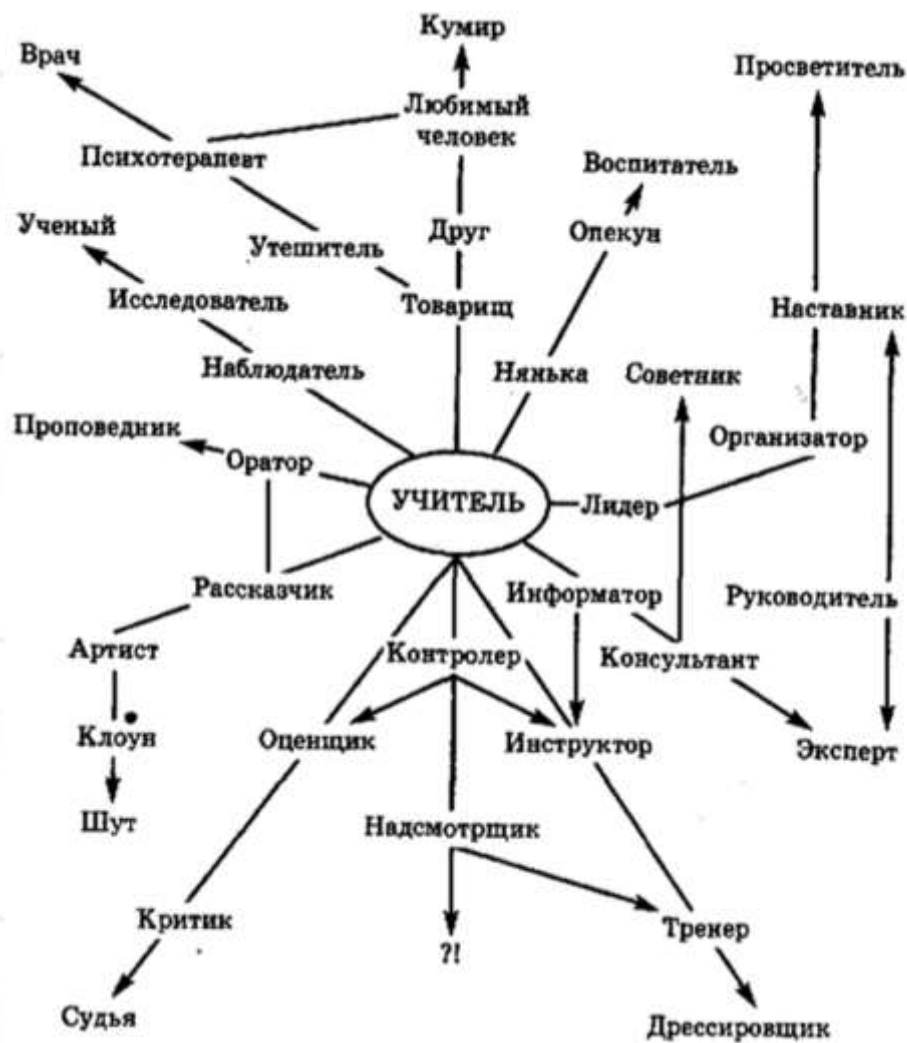 Кумир
Врач
Просветитель
Любимый
человек
Психотерапевт
Воспитатель
Ученый
Утешитель
Друг
Опекун
Исследователь
Товарищ
Наставник
Наблюдатель
Нянька
Советник
Проповедник
Оратор
Организатор
УЧИТЕЛЬ
Лидер
Рассказчик
Информатор
Руководитель
Артист
Контролер
Консультант
Клоун
Оценщик
Инструктор
Эксперт
Шут
Надсмотрщик
Критик
Тренер
?!
Судья
Дрессировщик